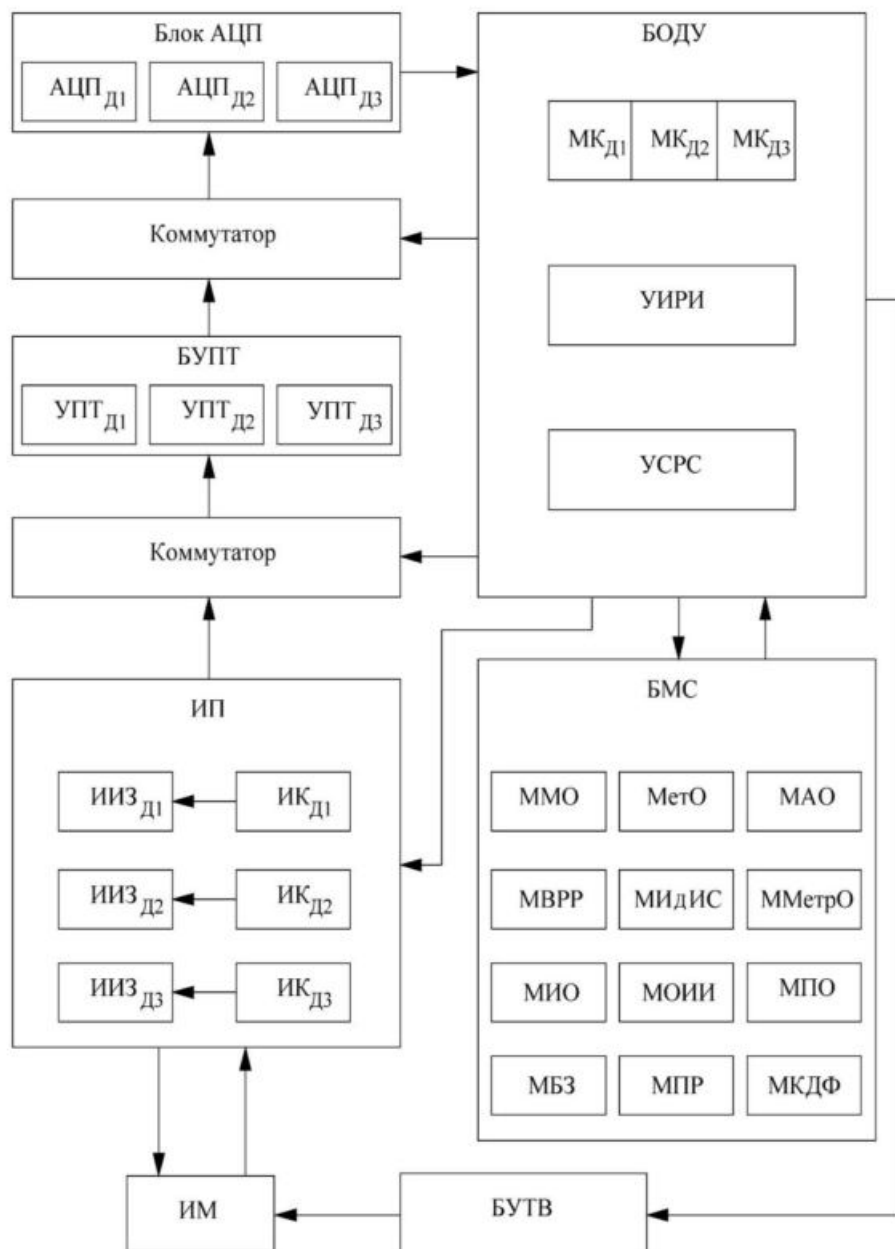 Блок АЦП
АЦПД1 АЦПД2 АЦПД3
Коммутатор
БУПТ
УПТД1 УПТД2 УПТД3
Коммутатор
ИП
ИИЗД1 ИКД1
ИИЗД2 ИКД2
ИИЗД3 ИКД3
ИМ
БУТВ
БОДУ
МКД1 МКД2 МКД3
УИРИ
УСРС
БМС
ММО МетО МАО
МВРР МИдИС ММетрО
МИО МОИИ МПО
МБЗ МПР МКДФ